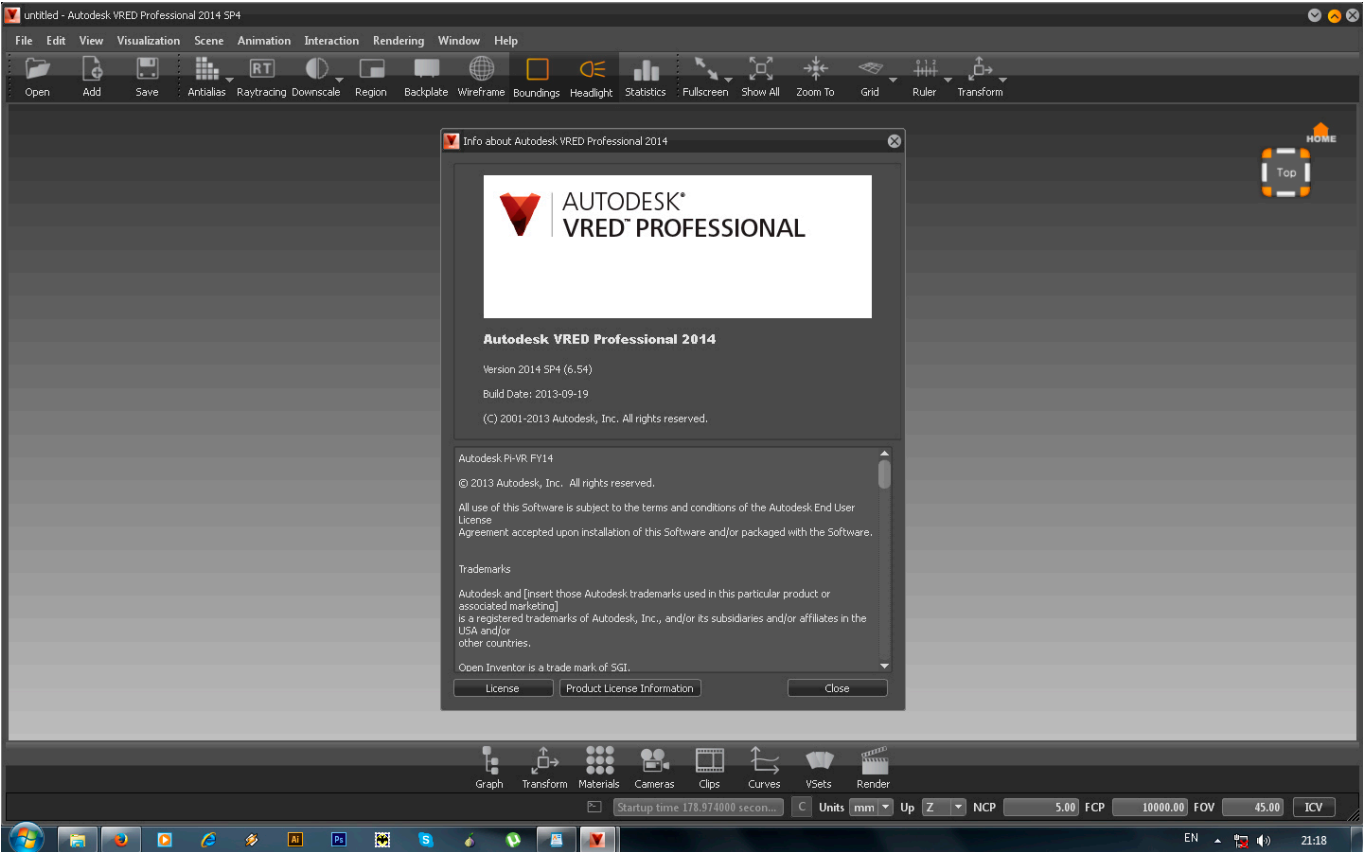 untitled - Autodesk VRED Professional 2014 SP4
File Edit View Visualization Scene Animation Interaction Rendering Window Help
RT
Open Add Save Antialias Raytracing Downscale Region Backplate Wireframe Boundings Headlight Statistics Fullscreen Show All Zoom To Grid Ruler Transform
HOME
Top
Info about Autodesk VRED Professional 2014
AUTODESK®
VRED™ PROFESSIONAL
Autodesk VRED Professional 2014
Version 2014 SP4 (6.54)
Build Date: 2013-09-19
(C) 2001-2013 Autodesk, Inc. All rights reserved.
Autodesk Pi-VR FY14
© 2013 Autodesk, Inc.  All rights reserved.
All use of this Software is subject to the terms and conditions of the Autodesk End User
License
Agreement accepted upon installation of this Software and/or packaged with the Software.
Trademarks
Autodesk and [insert those Autodesk trademarks used in this particular product or
associated marketing]
is a registered trademarks of Autodesk, Inc., and/or its subsidiaries and/or affiliates in the
USA and/or
other countries.
Open Inventor is a trade mark of SGI.
License Product License Information Close
Graph Transform Materials Cameras Clips Curves VSets Render
Startup time 178.974000 secon... C Units mm Up Z NCP 5.00 FCP 10000.00 FOV 45.00 ICV
Ai Ps S EN 21:18